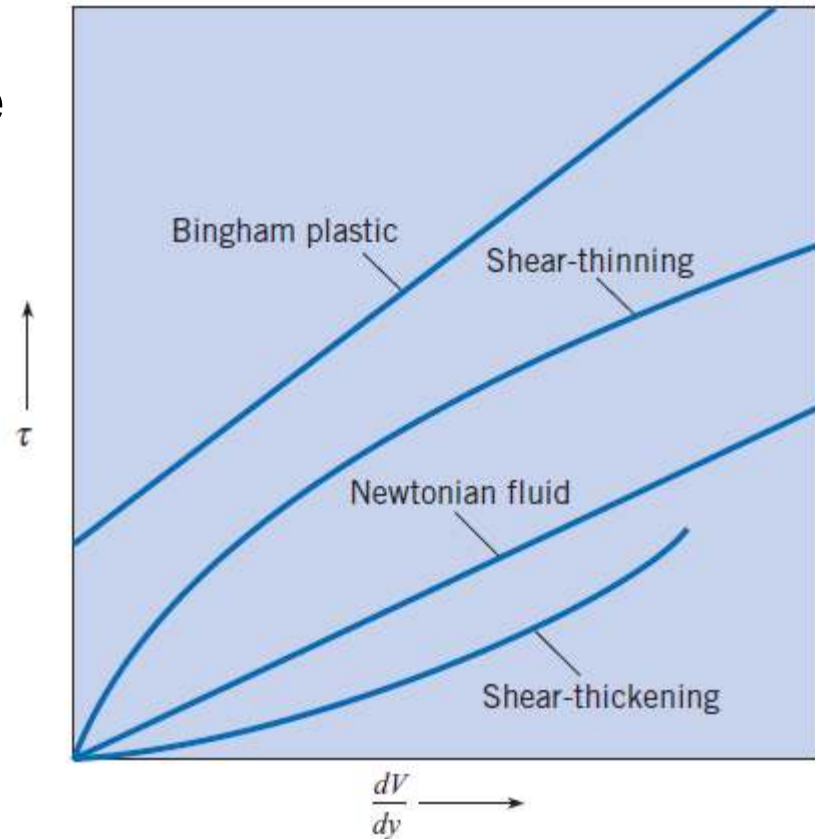 e
Bingham plastic
Shear-thinning
τ
Newtonian fluid
Shear-thickening
dV
dy